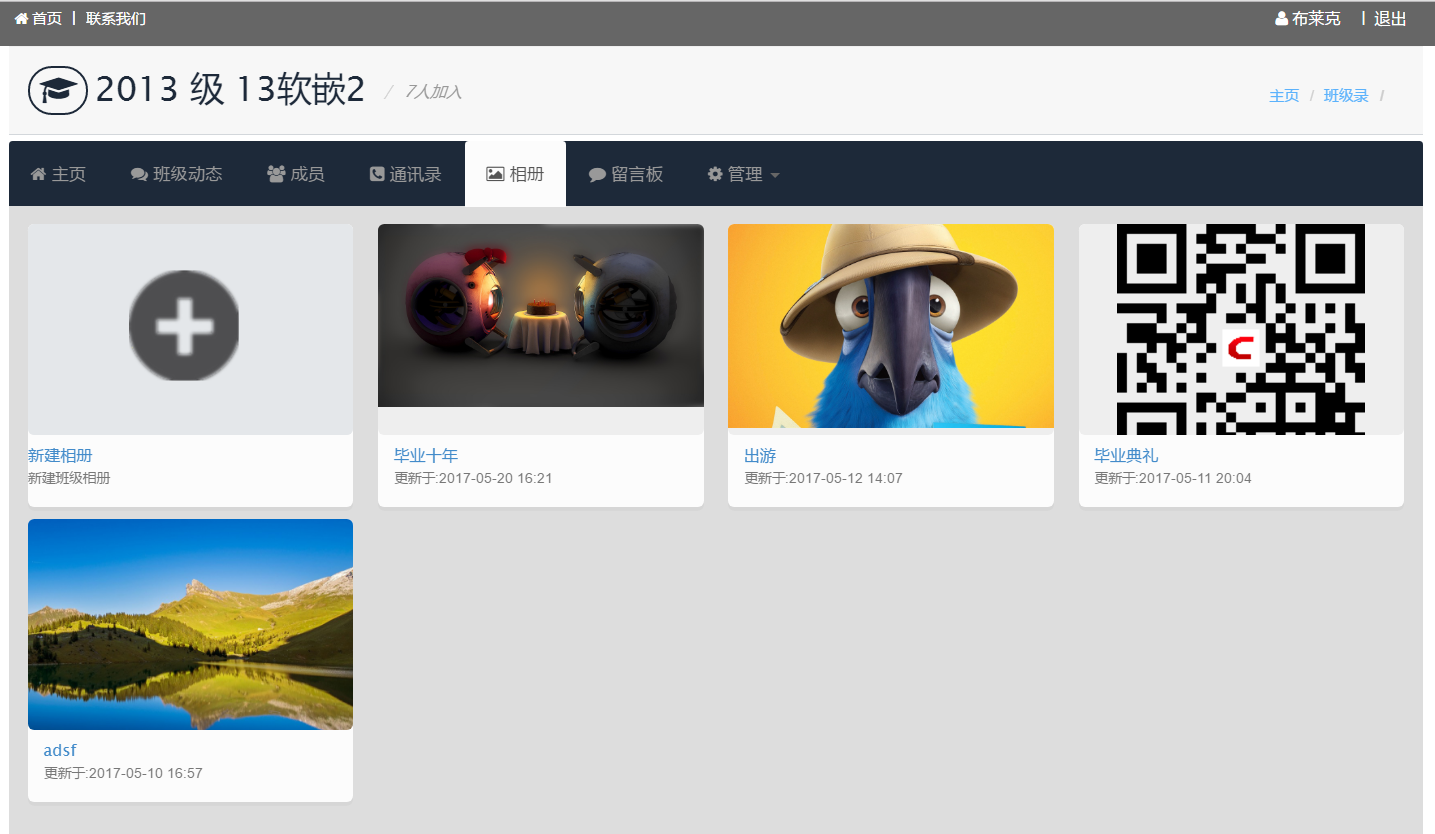 首页 | 联系我们
布莱克 | 退出
2013 级 13软嵌2 / 7人加入
主页 / 班级录 /
主页 班级动态 成员 通讯录 相册 留言板 管理
新建相册
新建班级相册
毕业十年
更新于:2017-05-20 16:21
出游
更新于:2017-05-12 14:07
C
毕业典礼
更新于:2017-05-11 20:04
adsf
更新于:2017-05-10 16:57